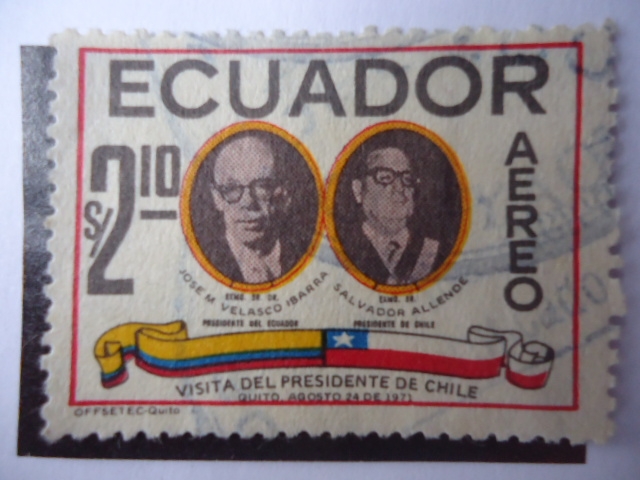 ECUADOR
AEREO
S/2 10
EXMO. SR. DR.
JOSE M. VELASCO IBARRA
PRESIDENTE DEL ECUADOR
EXMO. SR.
SALVADOR ALLENDE
PRESIDENTE DE CHILE
VISITA DEL PRESIDENTE DE CHILE
QUITO, AGOSTO 24 DE 1971
OFFSETEC-Quito